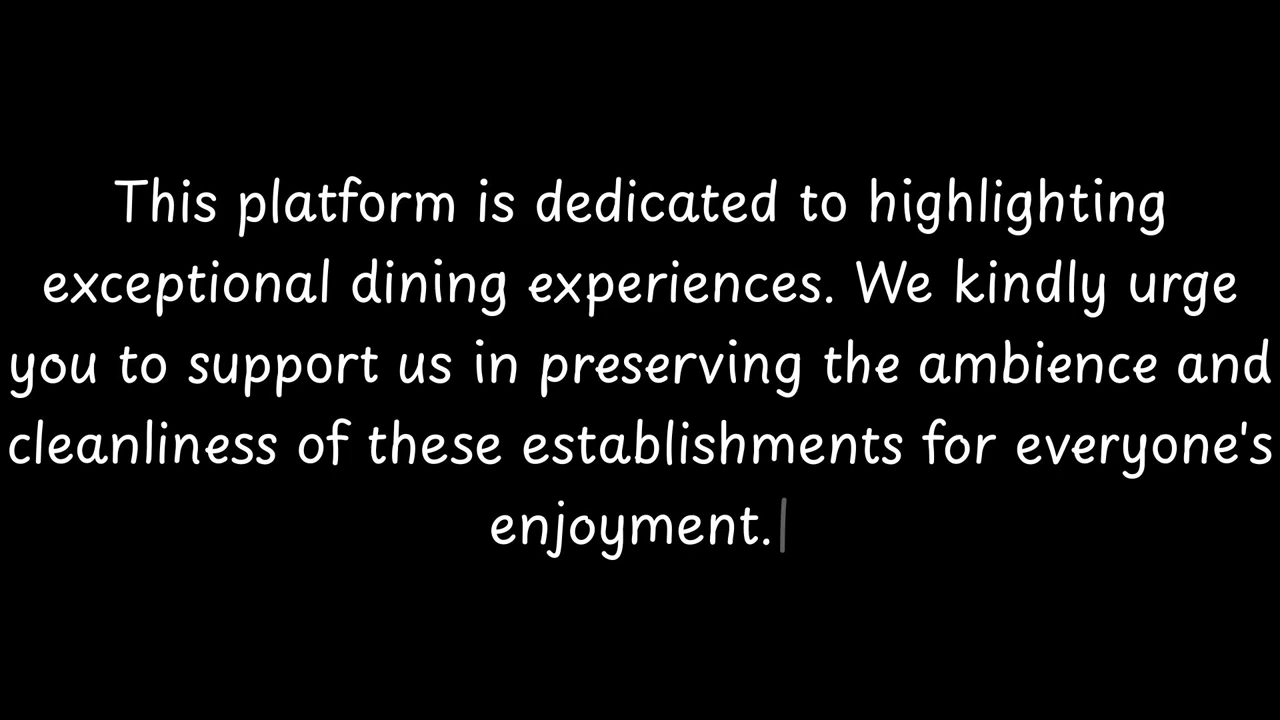 This platform is dedicated to highlighting
exceptional dining experiences. We kindly urge
you to support us in preserving the ambience and
cleanliness of these establishments for everyone's
enjoyment.